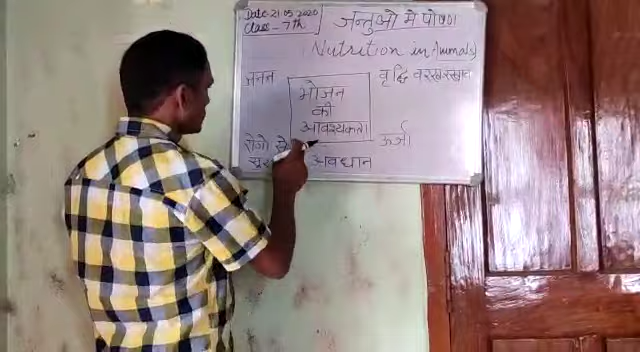 Date 21.05.2020
Class - 7th
जन्तुओ मे पोषण
Nutrition in Animals
जनन
भोजन
की
आवश्यकता
वृद्धि
ऊर्जा
रोगो से
अवधान